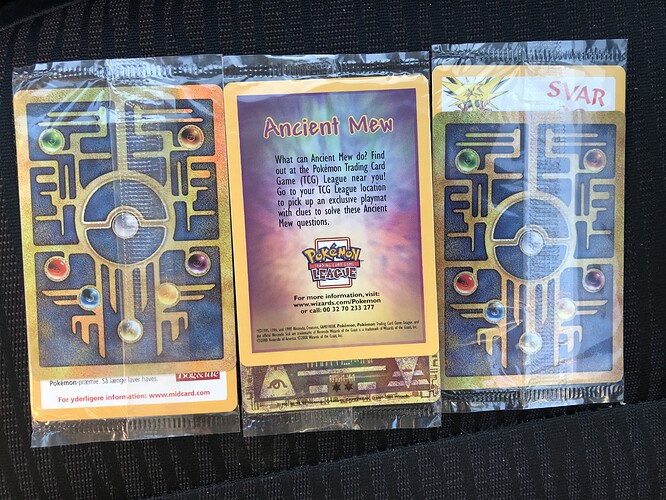 Pokémon-præmie. Så længe laver haves.
For yderligere information: www.midcard.com
Ancient Mew
What can Ancient Mew do? Find
out at the Pokémon Trading Card
Game (TCG) League near you!
Go to your TCG League location
to pick up an exclusive playmat
with clues to solve these Ancient
Mew questions.
POKéMON
TRADING CARD GAME
LEAGUE
For more information, visit:
www.wizards.com/Pokemon
or call: 00 32 70 233 277
SVAR